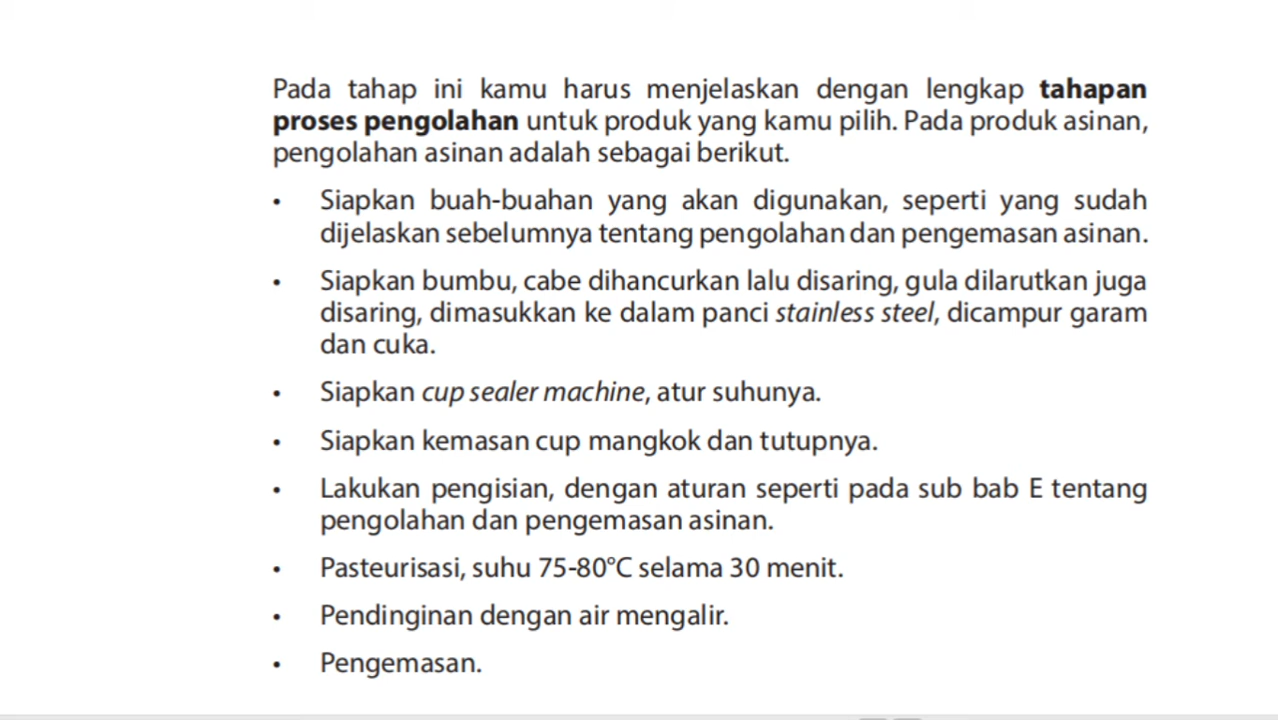 Pada tahap ini kamu harus menjelaskan dengan lengkap tahapan
proses pengolahan untuk produk yang kamu pilih. Pada produk asinan,
pengolahan asinan adalah sebagai berikut.
• Siapkan buah-buahan yang akan digunakan, seperti yang sudah
dijelaskan sebelumnya tentang pengolahan dan pengemasan asinan.
• Siapkan bumbu, cabe dihancurkan lalu disaring, gula dilarutkan juga
disaring, dimasukkan ke dalam panci stainless steel, dicampur garam
dan cuka.
• Siapkan cup sealer machine, atur suhunya.
• Siapkan kemasan cup mangkok dan tutupnya.
• Lakukan pengisian, dengan aturan seperti pada sub bab E tentang
pengolahan dan pengemasan asinan.
• Pasteurisasi, suhu 75-80°C selama 30 menit.
• Pendinginan dengan air mengalir.
• Pengemasan.